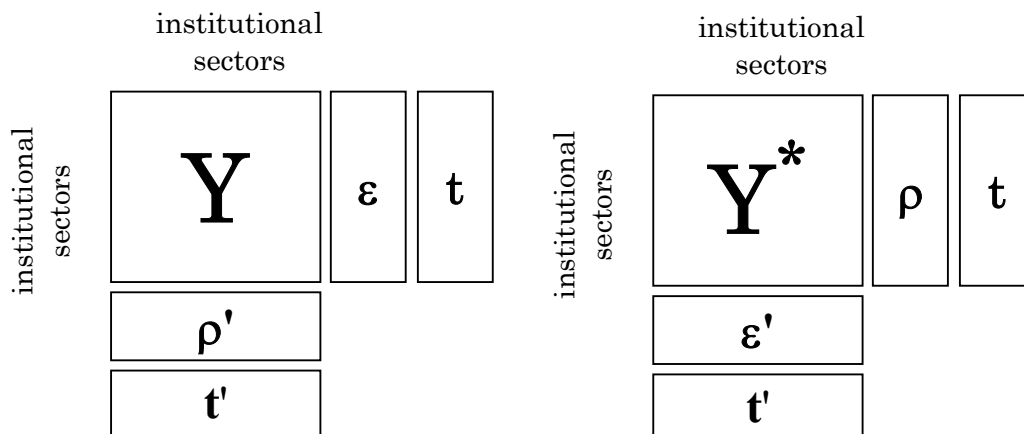 institutional
sectors
institutional
sectors
Y
ε
t
ρ'
t'
institutional
sectors
institutional
sectors
Y*
ρ
t
ε'
t'